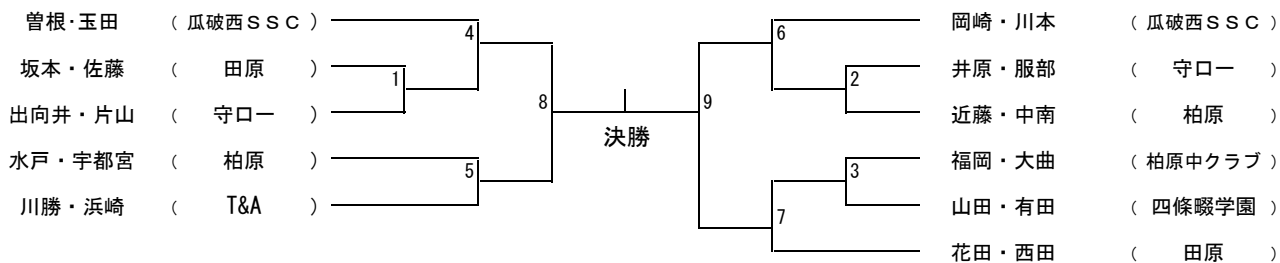 曽根・玉田 （ 瓜破西ＳＳＣ ） 4 6 岡崎・川本 （ 瓜破西ＳＳＣ ）
坂本・佐藤 （ 田原 ） 1 2 井原・服部 （ 守口一 ）
8 9
出向井・片山 （ 守口一 ） 近藤・中南 （ 柏原 ）
決勝
水戸・宇都宮 （ 柏原 ） 5 3 福岡・大曲 （ 柏原中クラブ ）
川勝・浜崎 （ T&A ） 山田・有田 （ 四條畷学園 ）
7
花田・西田 （ 田原 ）